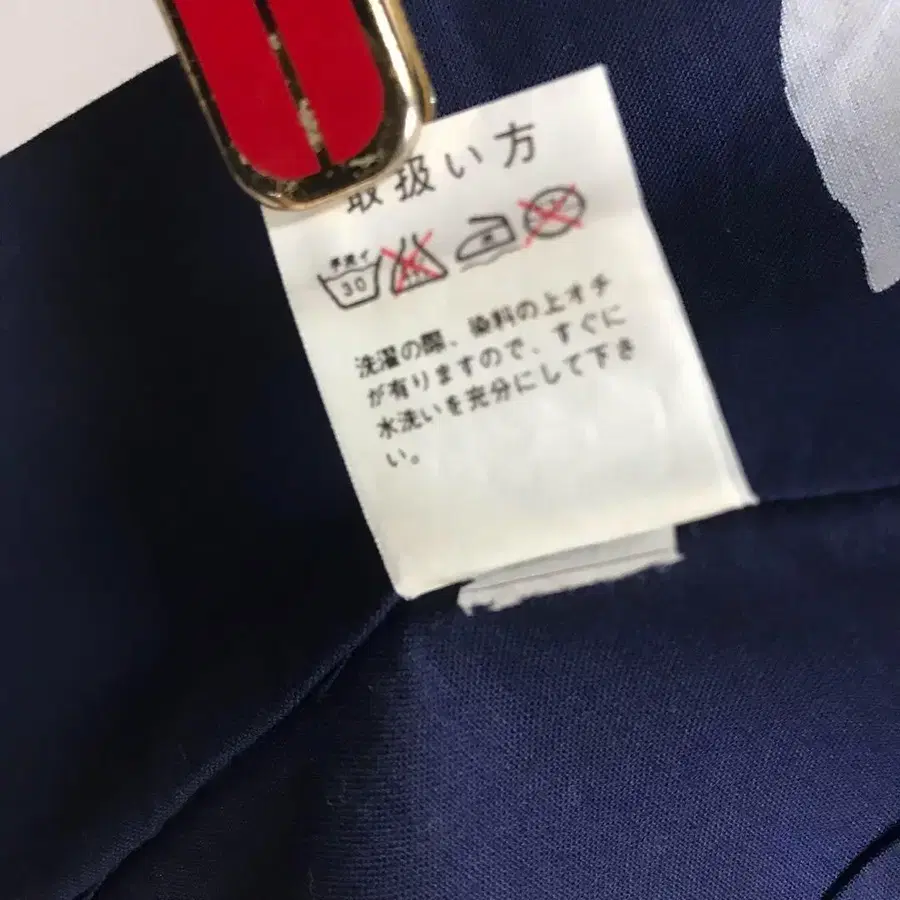 取扱い方
手洗イ
30
洗濯の際、染料の上オチ
が有りますので、すぐに
水洗いを充分にして下さ
い。